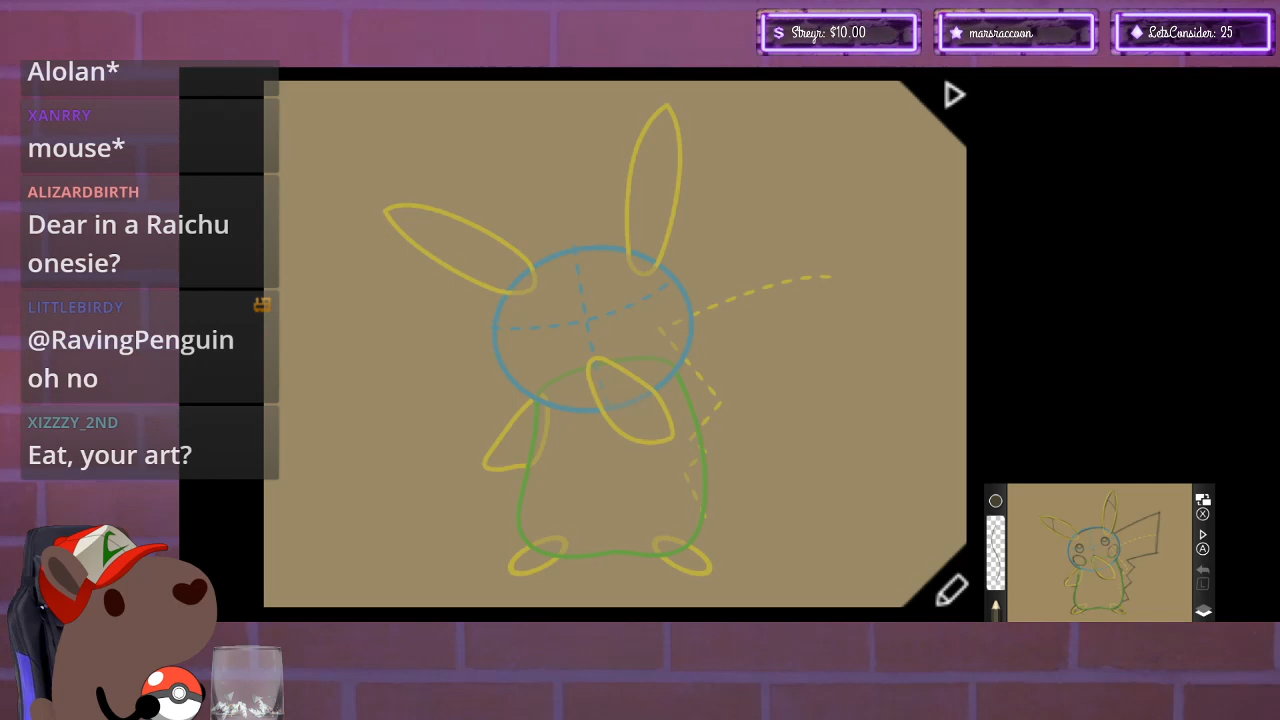 Streyr: $10.00
marsraccoon
LetsConsider: 25
Alolan*
XANRRY
mouse*
ALIZARDBIRTH
Dear in a Raichu
onesie?
LITTLEBIRDY
@RavingPenguin
oh no
XIZZZY_2ND
Eat, your art?
A